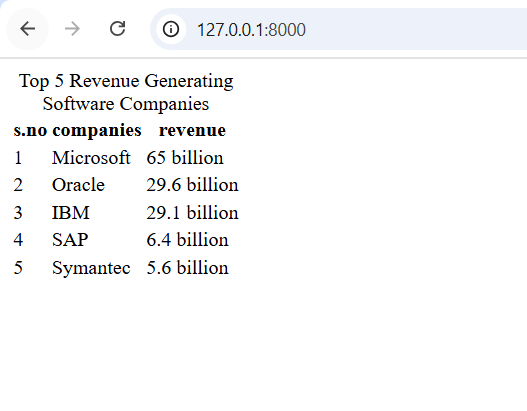 127.0.0.1:8000
Top 5 Revenue Generating
Software Companies
s.no companies revenue
1 Microsoft 65 billion
2 Oracle 29.6 billion
3 IBM 29.1 billion
4 SAP 6.4 billion
5 Symantec 5.6 billion